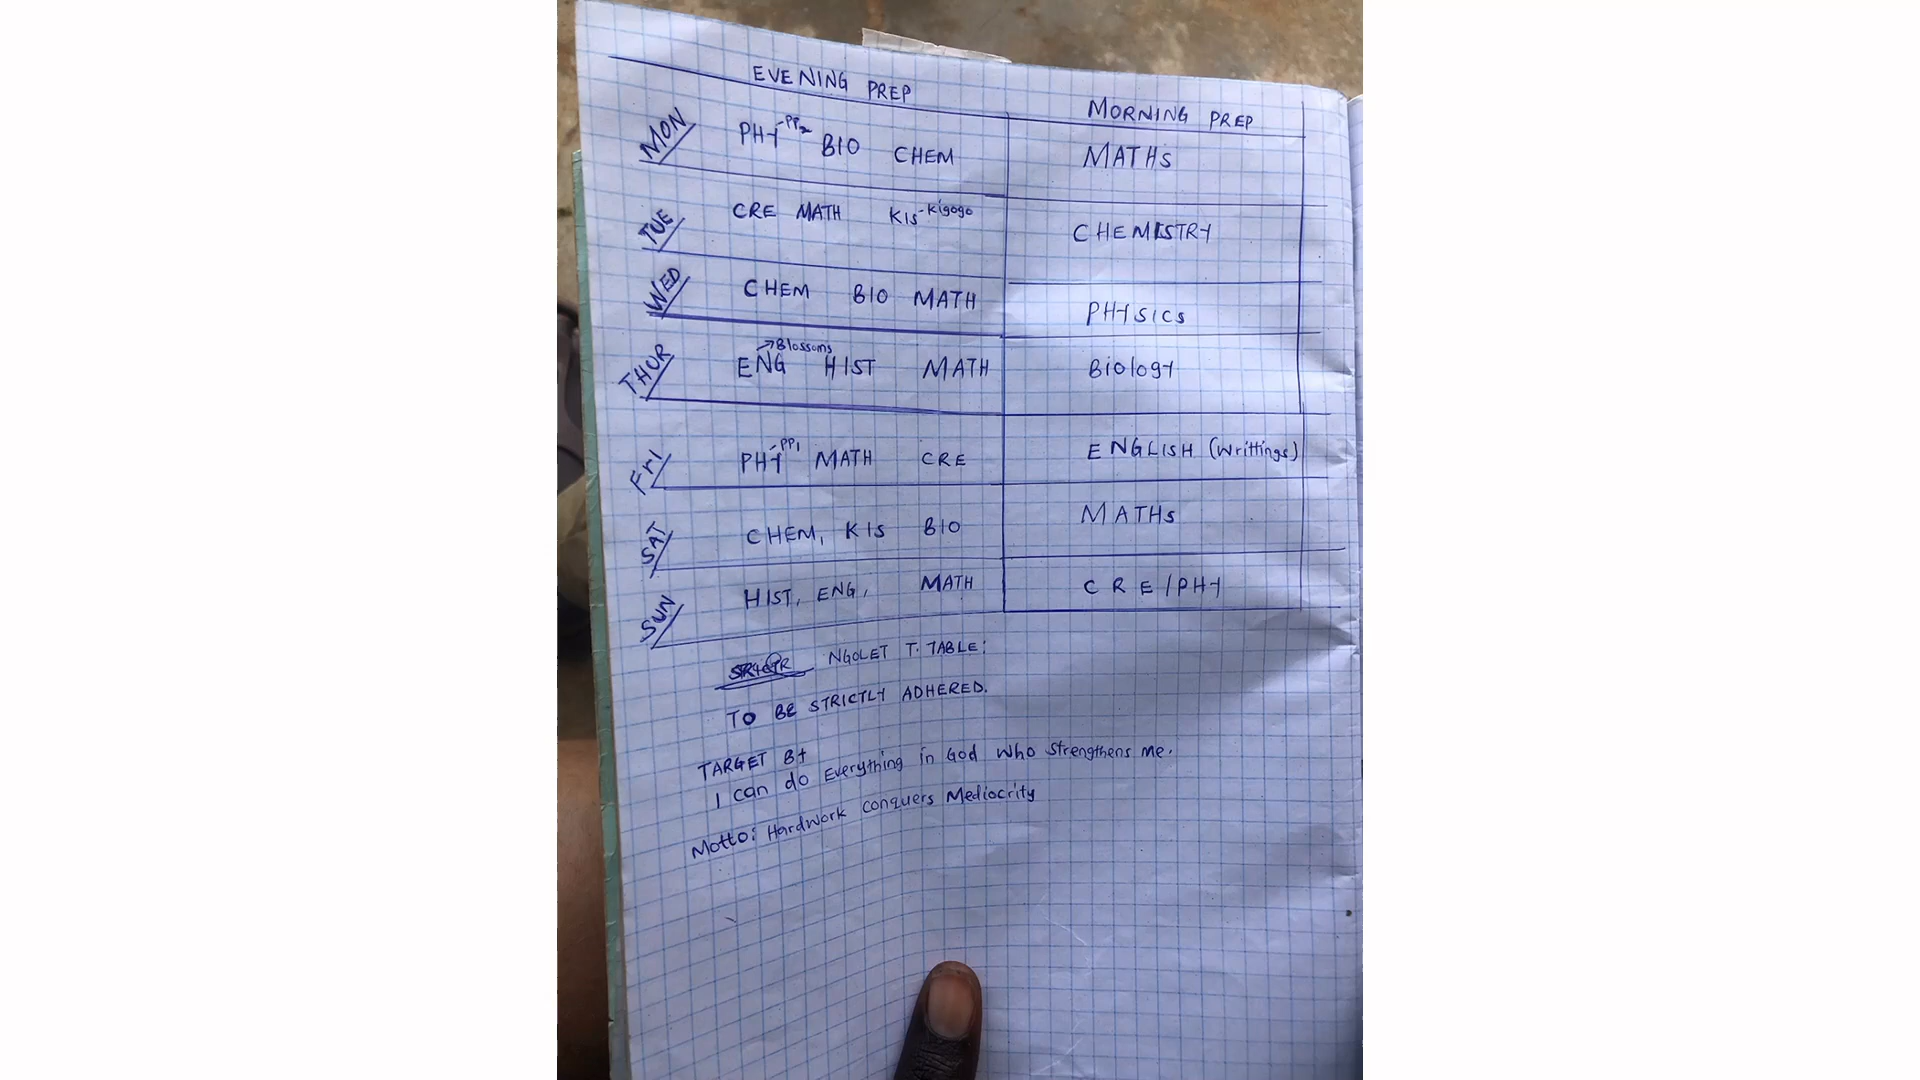 EVENING PREP MORNING PREP
MON PHY-PP2 BIO CHEM MATHs
TUE CRE MATH KIS-Kigogo CHEMISTRY
WED CHEM BIO MATH PHYSICS
→Blossoms
THUR ENG HIST MATH Biology
Fri PHY-PP1 MATH CRE ENGLISH (Writtings)
SAT CHEM, KIS BIO MATHs
SUN HIST, ENG, MATH CRE/PHY
NGOLET T. TABLE:
TO BE STRICTLY ADHERED.
TARGET B+
I can do Everything in God who strengthens me.
Motto: Hardwork conquers Mediocrity